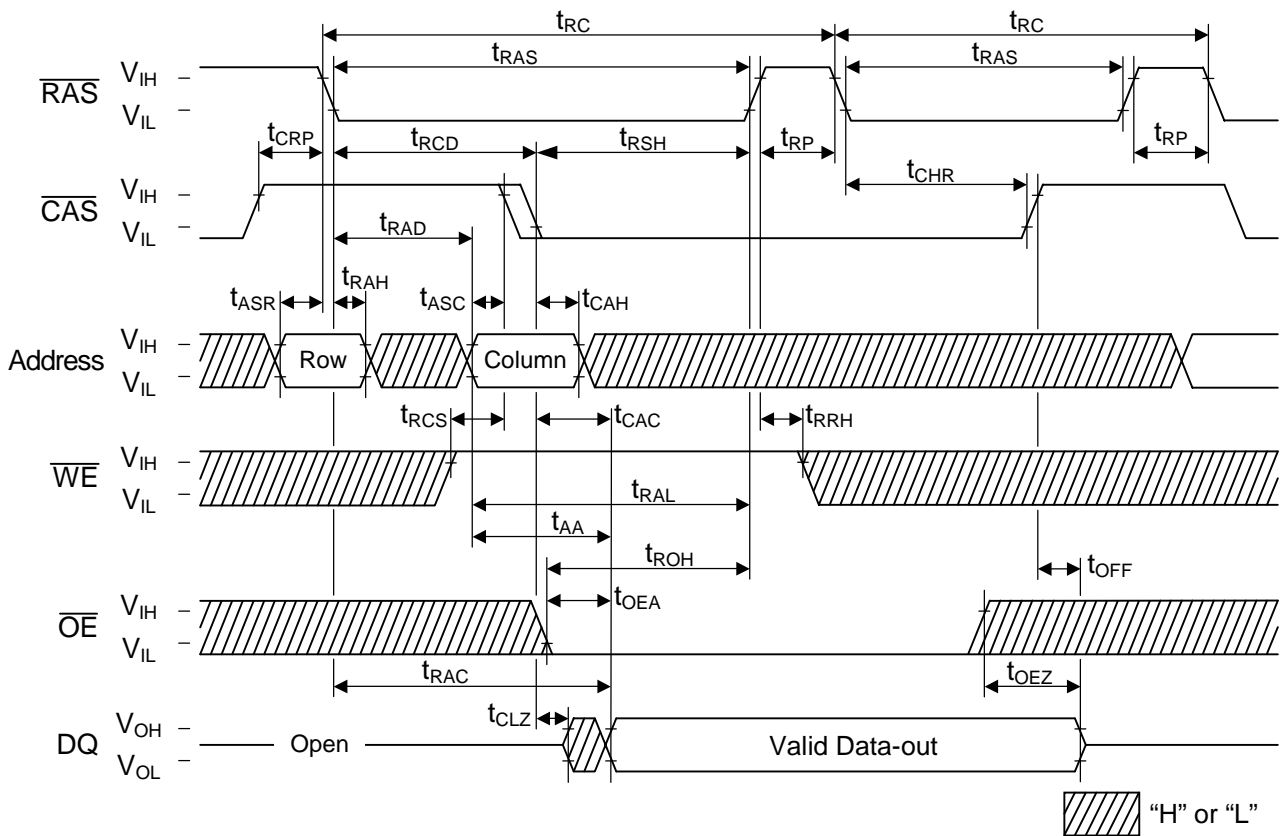 tRC tRC
tRAS tRAS
RAS VIH
VIL
tCRP tRCD tRSH tRP tRP
tCHR
CAS VIH
VIL
tRAD
tRAH
tASR tASC tCAH
Address VIH
VIL
Row Column
tRCS tCAC tRRH
WE VIH
VIL
tRAL
tAA
tROH tOFF
tOEA
OE VIH
VIL
tRAC tOEZ
tCLZ
DQ VOH
VOL
Open Valid Data-out
“H” or “L”